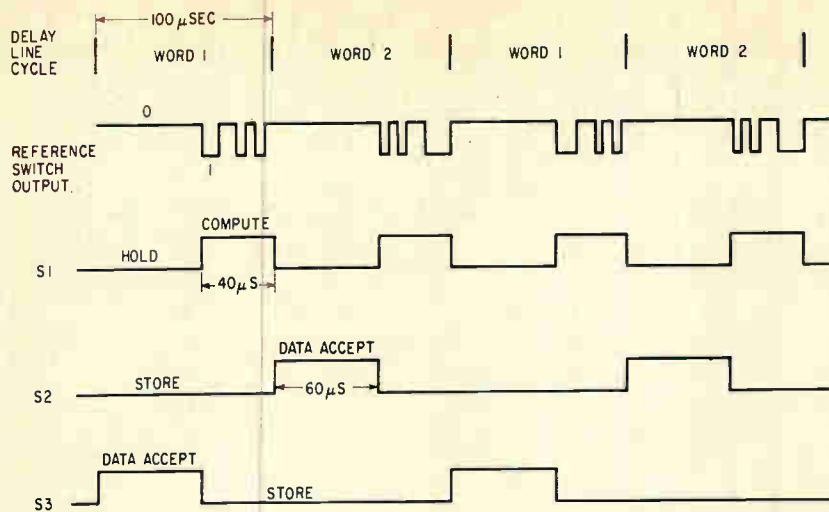 100 μSEC
DELAY
LINE
CYCLE
WORD 1
WORD 2
WORD 1
WORD 2
0
REFERENCE
SWITCH
OUTPUT
1
COMPUTE
HOLD
S1
40μS
DATA ACCEPT
STORE
60μS
S2
DATA ACCEPT
STORE
S3